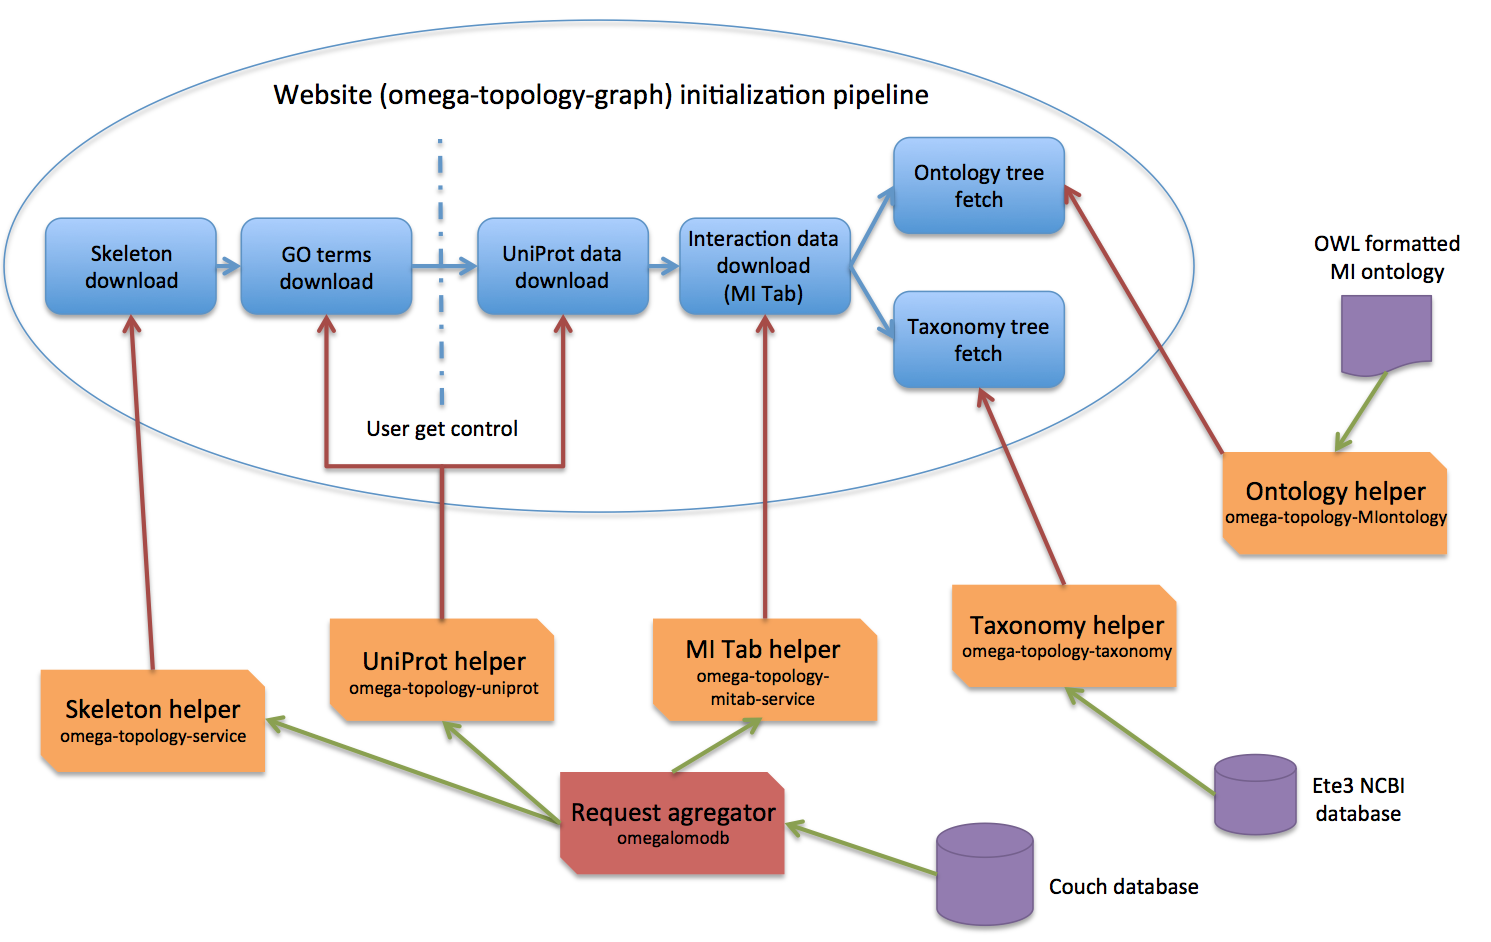 Website (omega-topology-graph) initialization pipeline
Skeleton
download
GO terms
download
UniProt data
download
Interaction data
download
(MI Tab)
Ontology tree
fetch
Taxonomy tree
fetch
User get control
OWL formatted
MI ontology
Ontology helper
omega-topology-MIontology
Taxonomy helper
omega-topology-taxonomy
MI Tab helper
omega-topology-
mitab-service
UniProt helper
omega-topology-uniprot
Skeleton helper
omega-topology-service
Request agregator
omegalomodb
Ete3 NCBI
database
Couch database